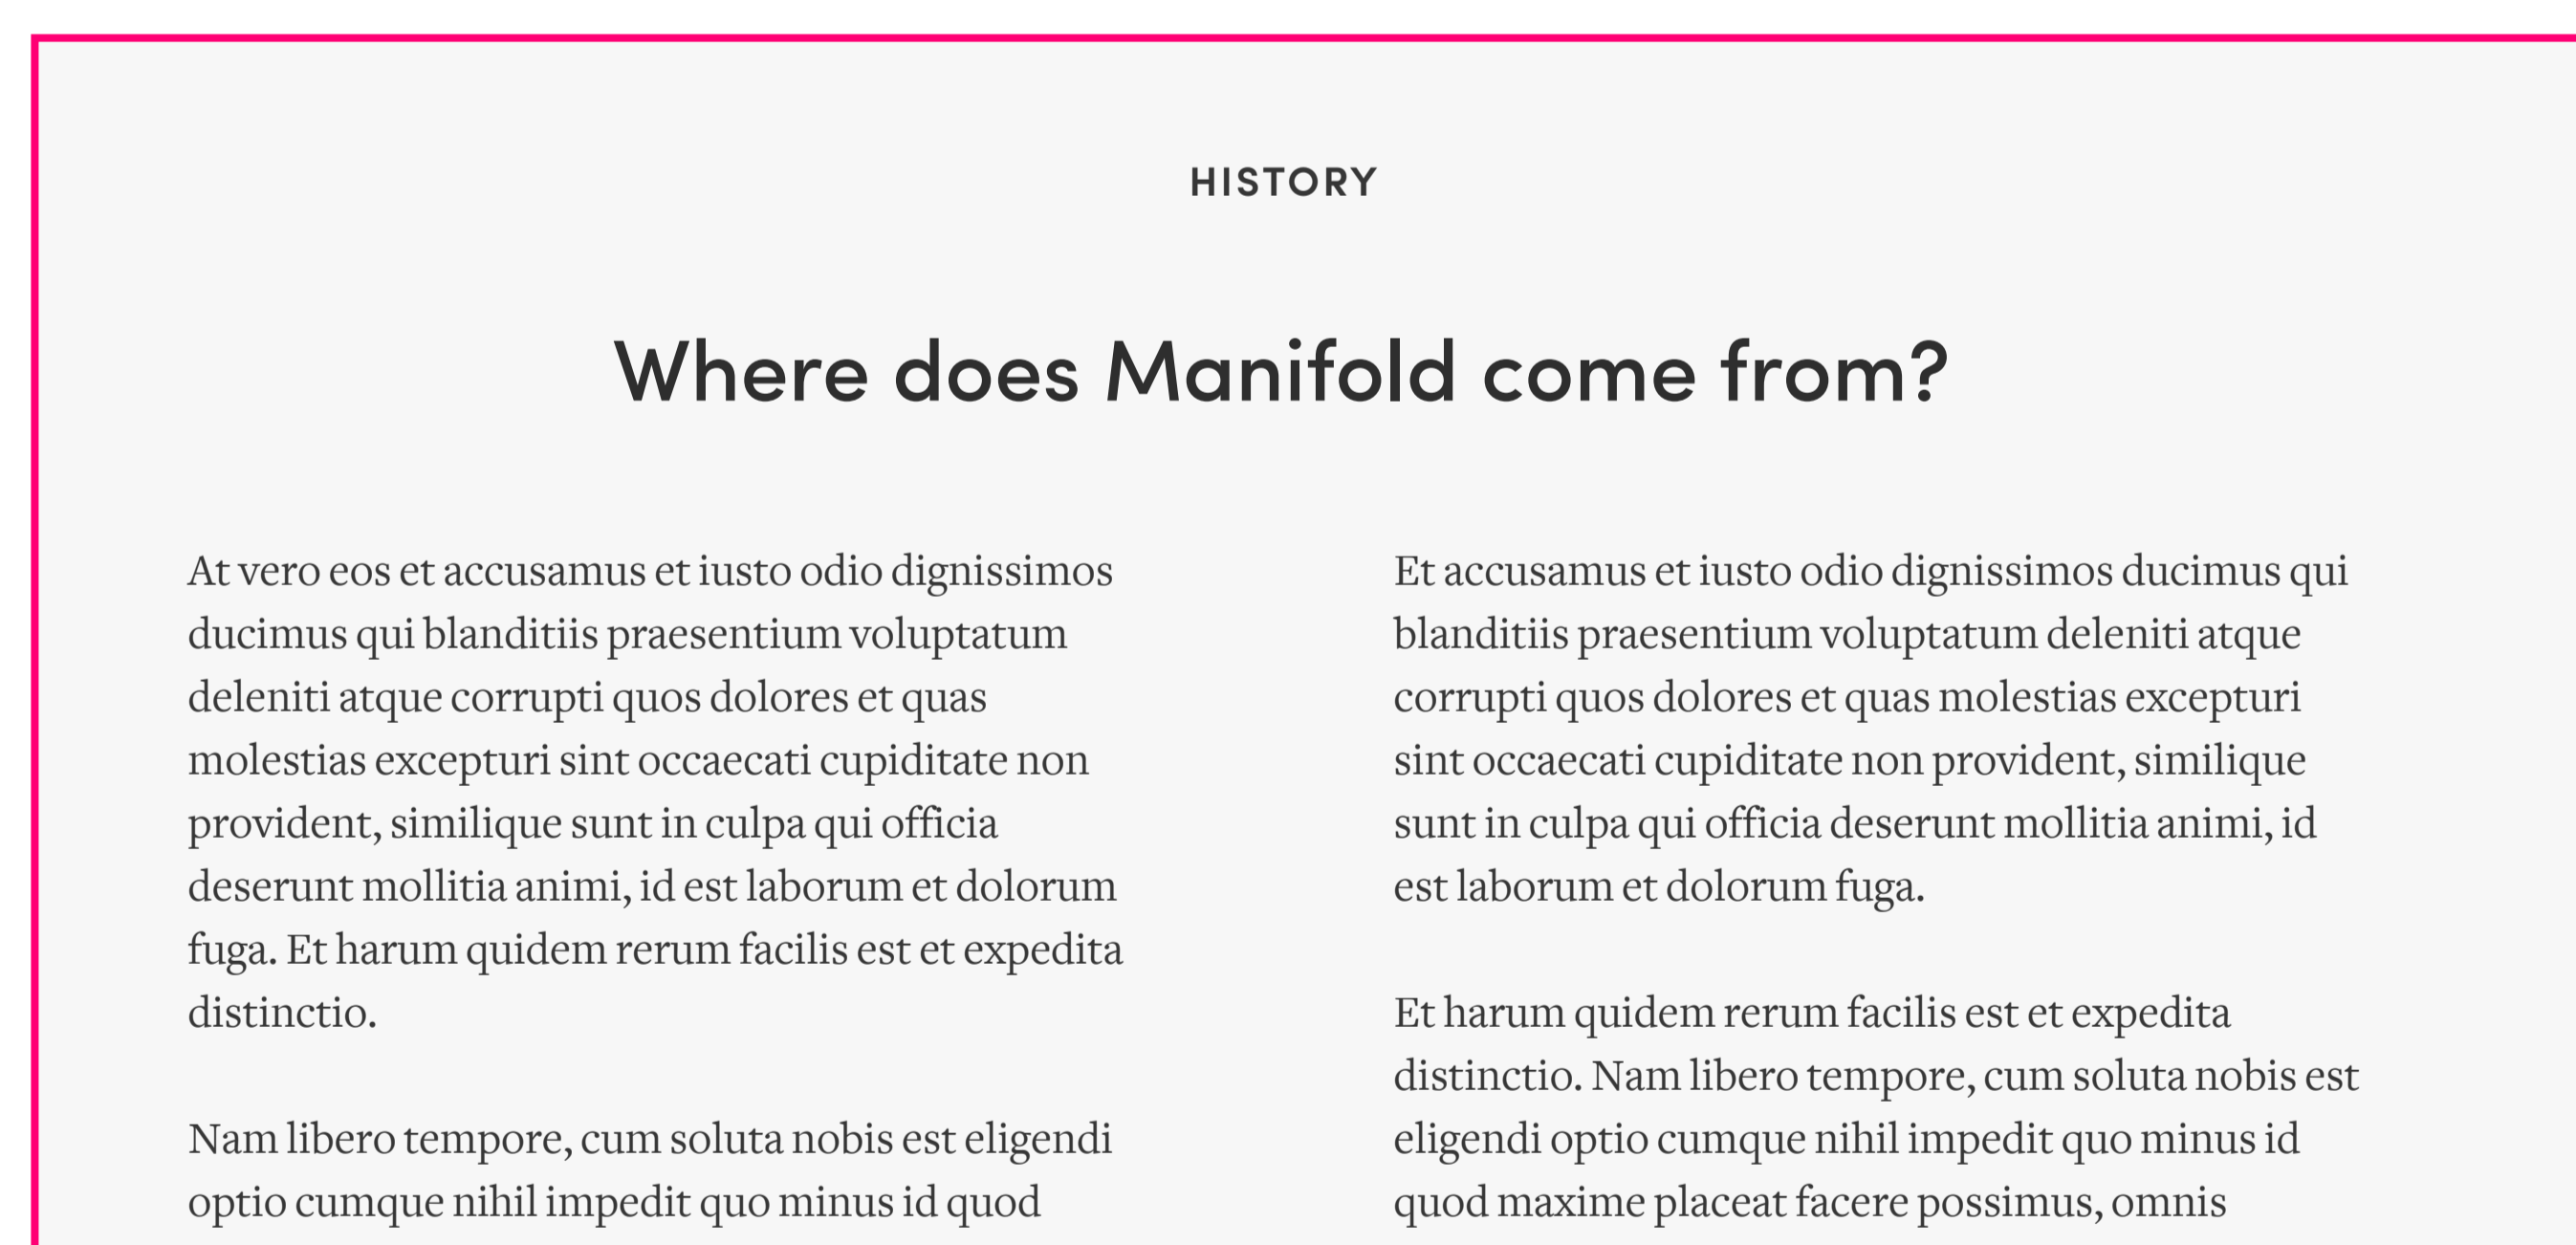 HISTORY
Where does Manifold come from?
At vero eos et accusamus et iusto odio dignissimos
ducimus qui blanditiis praesentium voluptatum
deleniti atque corrupti quos dolores et quas
molestias excepturi sint occaecati cupiditate non
provident, similique sunt in culpa qui officia
deserunt mollitia animi, id est laborum et dolorum
fuga. Et harum quidem rerum facilis est et expedita
distinctio.
Nam libero tempore, cum soluta nobis est eligendi
optio cumque nihil impedit quo minus id quod
Et accusamus et iusto odio dignissimos ducimus qui
blanditiis praesentium voluptatum deleniti atque
corrupti quos dolores et quas molestias excepturi
sint occaecati cupiditate non provident, similique
sunt in culpa qui officia deserunt mollitia animi, id
est laborum et dolorum fuga.
Et harum quidem rerum facilis est et expedita
distinctio. Nam libero tempore, cum soluta nobis est
eligendi optio cumque nihil impedit quo minus id
quod maxime placeat facere possimus, omnis